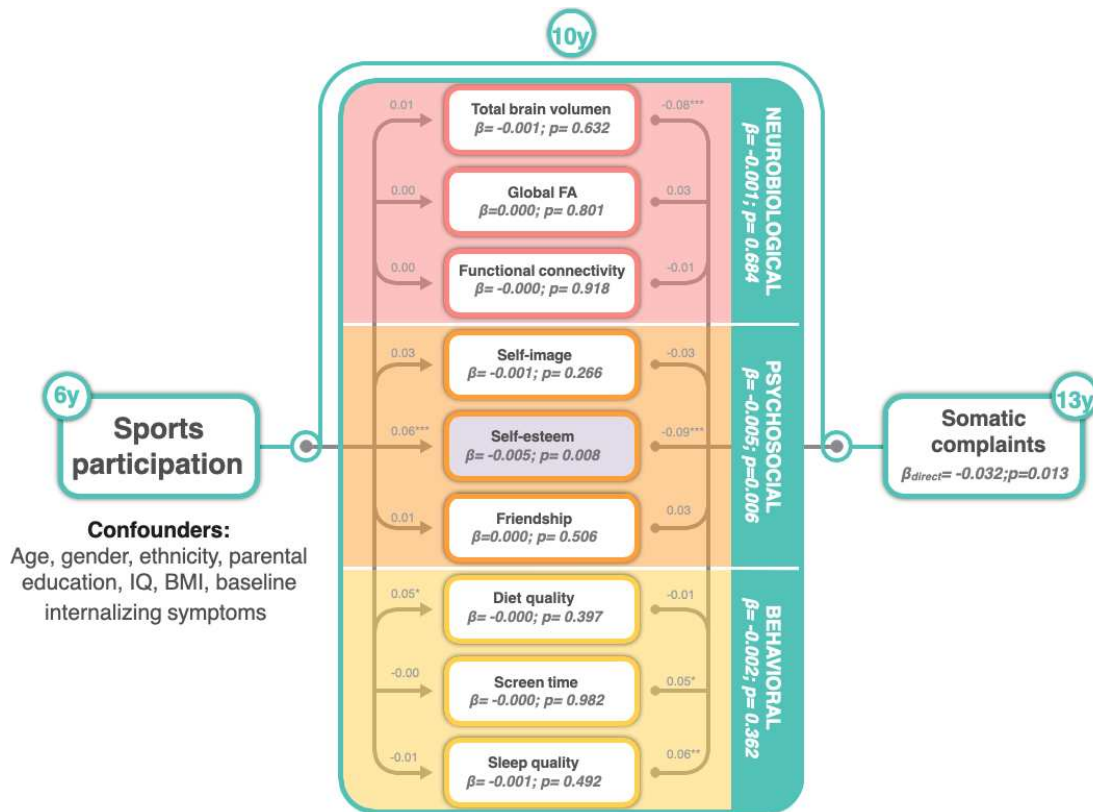 10y
0.01
Total brain volumen
β= -0.001; p= 0.632
-0.08***
0.00
Global FA
β=0.000; p= 0.801
0.03
0.00
Functional connectivity
β= -0.000; p= 0.918
-0.01
NEUROBIOLOGICAL
β= -0.001; p= 0.684
0.03
Self-image
β= -0.001; p= 0.266
-0.03
0.06***
Self-esteem
β= -0.005; p= 0.008
-0.09***
0.01
Friendship
β=0.000; p= 0.506
0.03
PSYCHOSOCIAL
β= -0.005; p=0.006
0.05*
Diet quality
β= -0.000; p= 0.397
-0.01
-0.00
Screen time
β= -0.000; p= 0.982
0.05*
-0.01
Sleep quality
β= -0.001; p= 0.492
0.06**
BEHAVIORAL
β= -0.002; p= 0.362
6y
Sports
participation
Confounders:
Age, gender, ethnicity, parental
education, IQ, BMI, baseline
internalizing symptoms
13y
Somatic
complaints
βdirect= -0.032;p=0.013